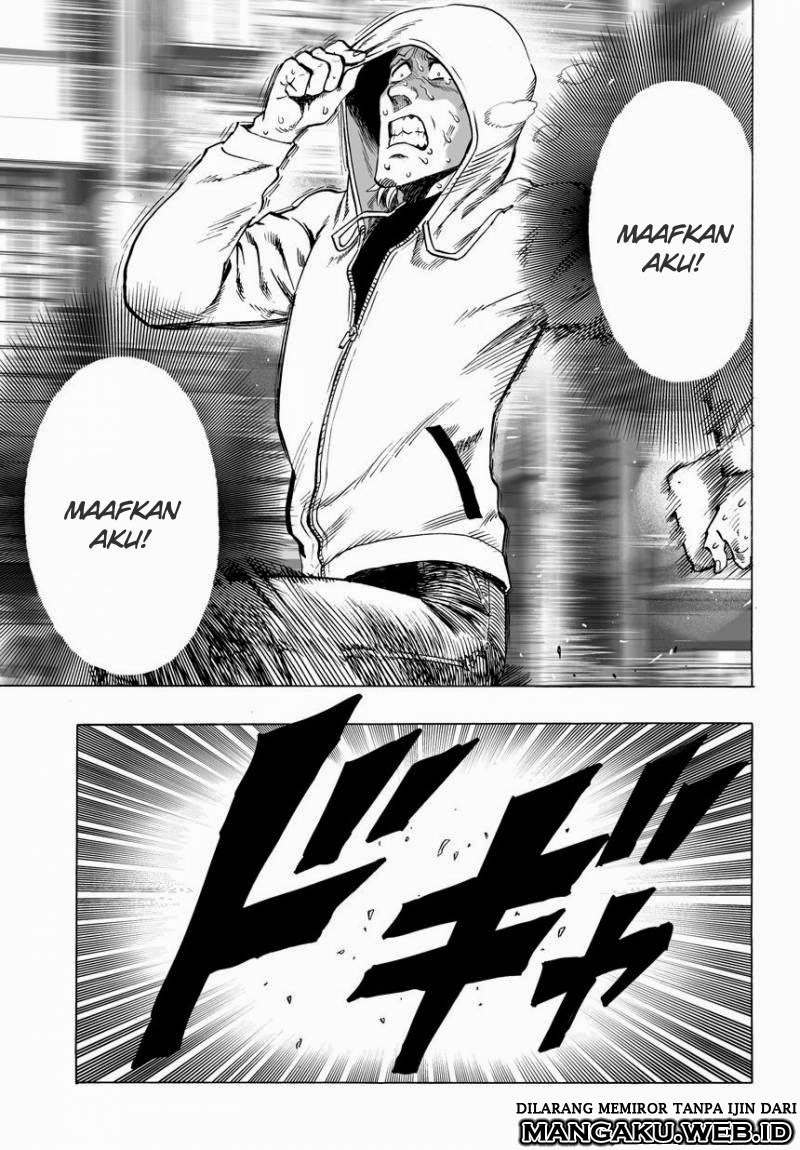 MAAFKAN
AKU!
MAAFKAN
AKU!
ドギャ
DILARANG MEMIROR TANPA IJIN DARI
MANGAKU.WEB.ID